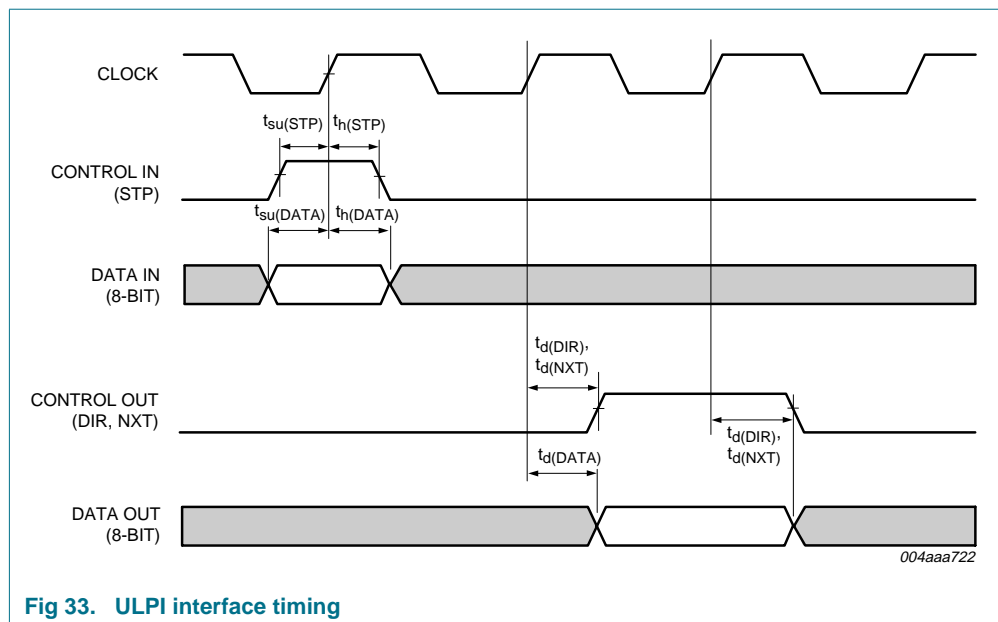 CLOCK
tsu(STP) th(STP)
CONTROL IN
(STP)
tsu(DATA) th(DATA)
DATA IN
(8-BIT)
td(DIR),
td(NXT)
CONTROL OUT
(DIR, NXT)
td(DIR),
td(NXT)
td(DATA)
DATA OUT
(8-BIT)
004aaa722
Fig 33. ULPI interface timing